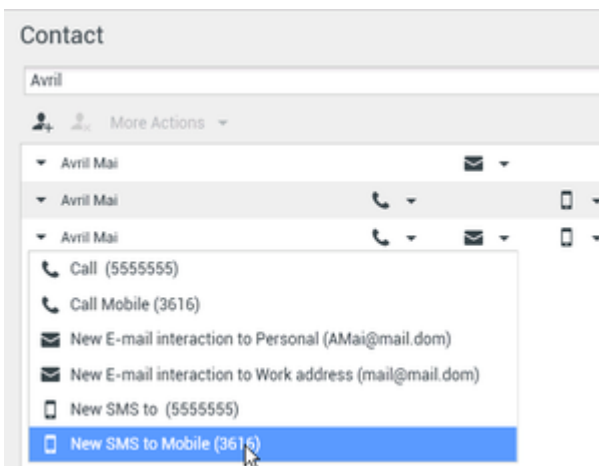 Contact
Avril
More Actions
Avril Mai
Avril Mai
Avril Mai
Call (5555555)
Call Mobile (3616)
New E-mail interaction to Personal (AMai@mail.dom)
New E-mail interaction to Work address (mail@mail.dom)
New SMS to (5555555)
New SMS to Mobile (3616)